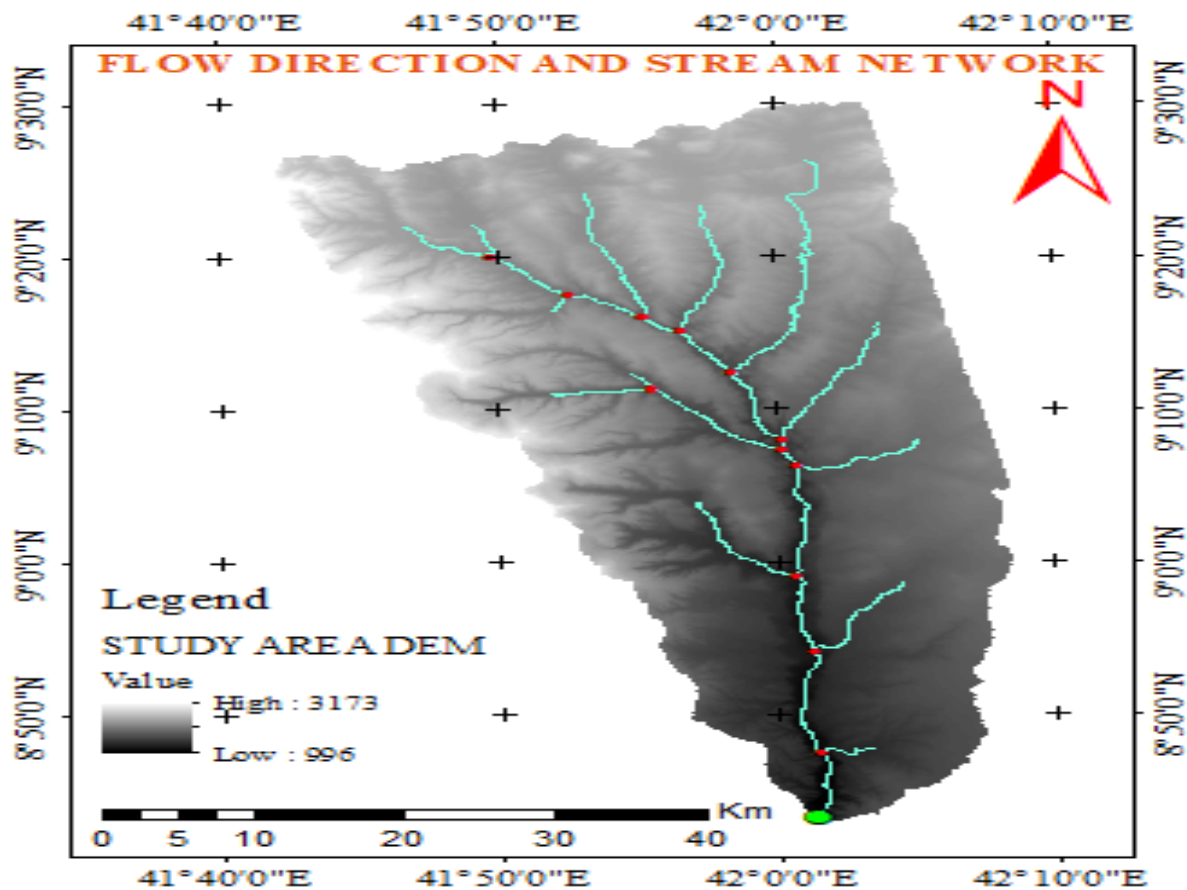 41°40'0"E 41°50'0"E 42°0'0"E 42°10'0"E
FLOW DIRECTION AND STREAM NETWORK
N
9°30'0"N 9°30'0"N
9°20'0"N 9°20'0"N
9°10'0"N 9°10'0"N
9°0'0"N 9°0'0"N
Legend
STUDY AREA DEM
Value
High : 3173
8°50'0"N 8°50'0"N
Low : 996
Km
0 5 10 20 30 40
41°40'0"E 41°50'0"E 42°0'0"E 42°10'0"E